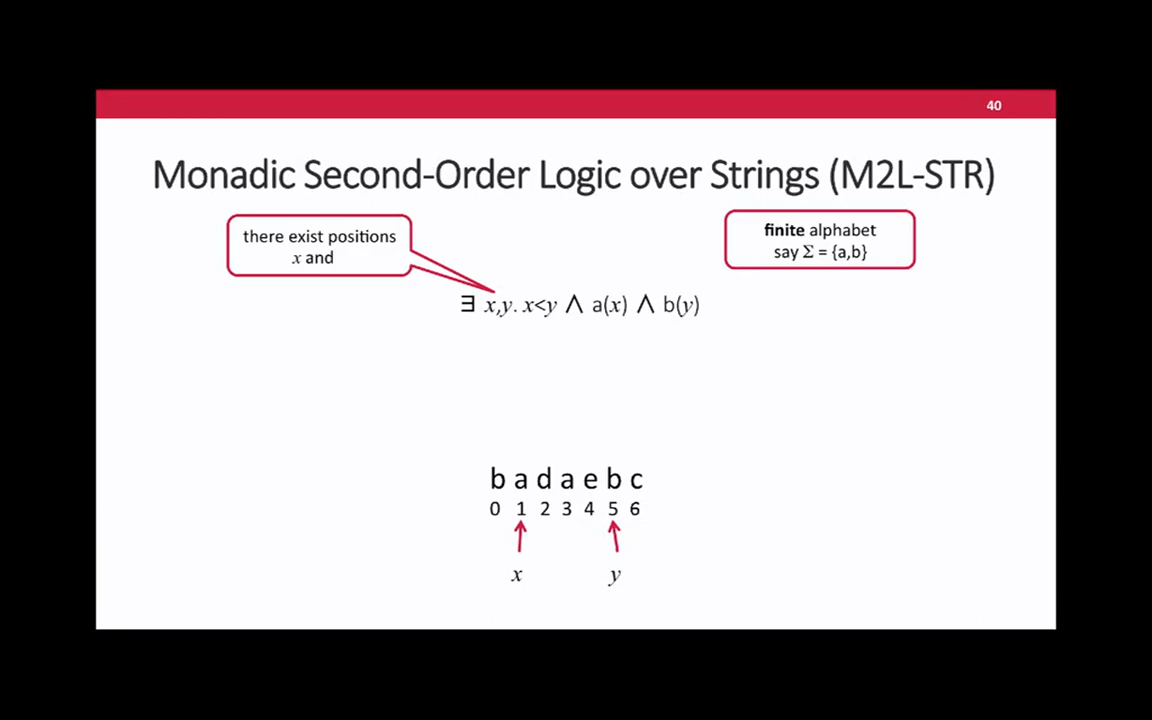 40
Monadic Second-Order Logic over Strings (M2L-STR)
there exist positions
x and
finite alphabet
say Σ = {a,b}
∃ x,y. x<y ∧ a(x) ∧ b(y)
b a d a e b c
0 1 2 3 4 5 6
x y